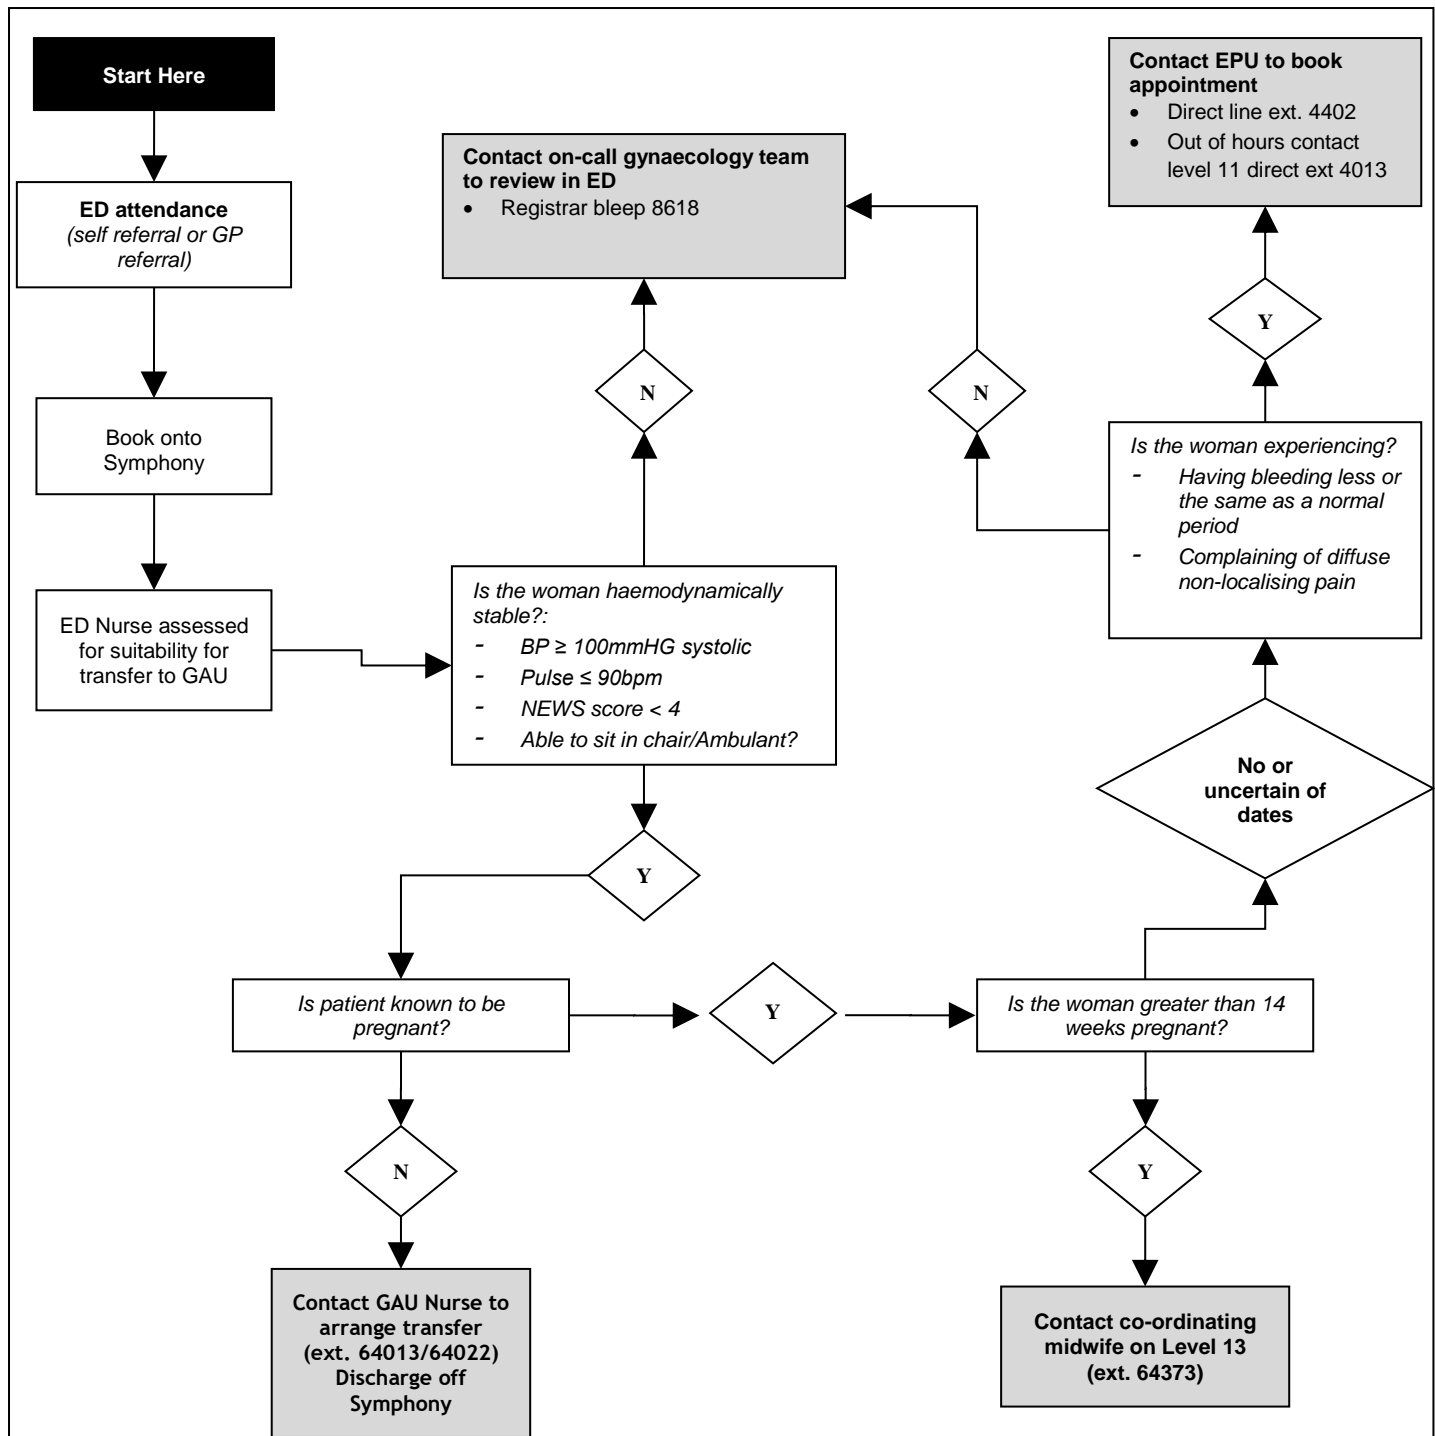 Start Here
ED attendance
(self referral or GP
referral)
Book onto
Symphony
ED Nurse assessed
for suitability for
transfer to GAU
Contact on-call gynaecology team
to review in ED
• Registrar bleep 8618
N
Is the woman haemodynamically
stable?:
- BP ≥ 100mmHG systolic
- Pulse ≤ 90bpm
- NEWS score < 4
- Able to sit in chair/Ambulant?
Y
Is patient known to be
pregnant?
N
Contact GAU Nurse to
arrange transfer
(ext. 64013/64022)
Discharge off
Symphony
Y
Is the woman greater than 14
weeks pregnant?
Y
Contact co-ordinating
midwife on Level 13
(ext. 64373)
No or
uncertain of
dates
Is the woman experiencing?
- Having bleeding less or
the same as a normal
period
- Complaining of diffuse
non-localising pain
N
Y
Contact EPU to book
appointment
• Direct line ext. 4402
• Out of hours contact
level 11 direct ext 4013